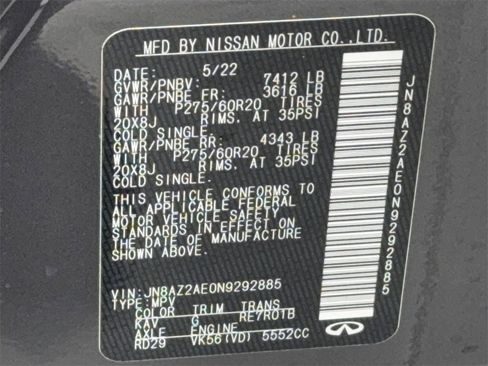 MFD BY NISSAN MOTOR CO.,LTD.
DATE: 5/22
GVWR/PNBV: 7412 LB
GAWR/PNBE FR: 3616 LB
WITH P275/60R20 TIRES
20X8J RIMS. AT 35PSI
COLD SINGLE.
GAWR/PNBE RR: 4343 LB
WITH P275/60R20 TIRES
20X8J RIMS. AT 35PSI
COLD SINGLE.
THIS VEHICLE CONFORMS TO
ALL APPLICABLE FEDERAL
MOTOR VEHICLE SAFETY
STANDARDS IN EFFECT ON
THE DATE OF MANUFACTURE
SHOWN ABOVE.
VIN: JN8AZ2AE0N9292885
TYPE: MPV
COLOR TRIM TRANS
KAV G RE7R01B
AXLE ENGINE
RD29 VK56(VD) 5552CC
INFINITI
JN8AZ2AE0N9292885